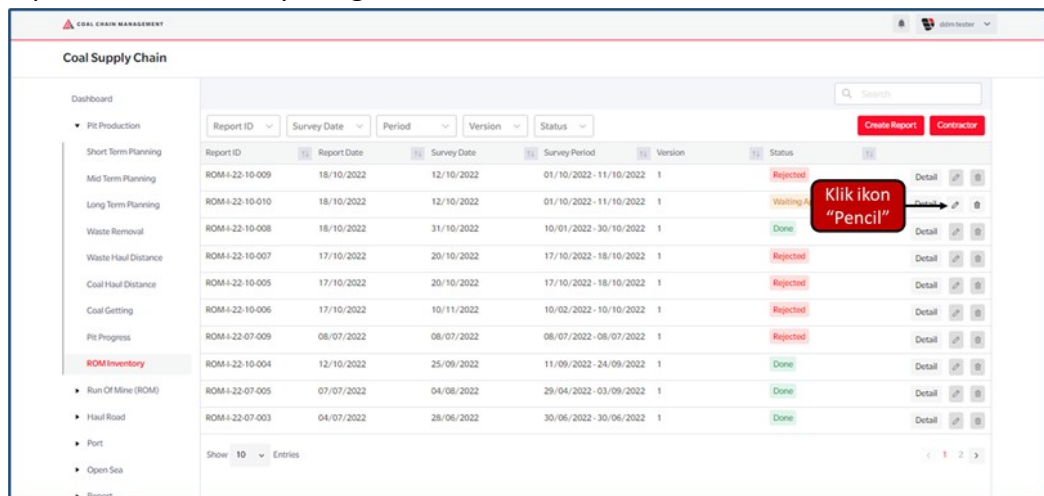 COAL CHAIN MANAGEMENT
ddm tester
Coal Supply Chain
Dashboard
Search
Pit Production
Report ID
Survey Date
Period
Version
Status
Create Report
Contractor
Short Term Planning
Report ID Report Date Survey Date Survey Period Version Status
Mid Term Planning
ROM-I-22-10-009 18/10/2022 12/10/2022 01/10/2022 - 11/10/2022 1 Rejected Detail
Long Term Planning
ROM-I-22-10-010 18/10/2022 12/10/2022 01/10/2022 - 11/10/2022 1 Waiting
Klik ikon
"Pencil"
Waste Removal
ROM-I-22-10-008 18/10/2022 31/10/2022 10/01/2022 - 30/10/2022 1 Done Detail
Waste Haul Distance
ROM-I-22-10-007 17/10/2022 20/10/2022 17/10/2022 - 18/10/2022 1 Rejected Detail
Coal Haul Distance
ROM-I-22-10-005 17/10/2022 20/10/2022 17/10/2022 - 18/10/2022 1 Rejected Detail
Coal Getting
ROM-I-22-10-006 17/10/2022 10/11/2022 10/02/2022 - 10/10/2022 1 Rejected Detail
Pit Progress
ROM-I-22-07-009 08/07/2022 08/07/2022 08/07/2022 - 08/07/2022 1 Rejected Detail
ROM Inventory
ROM-I-22-10-004 12/10/2022 25/09/2022 11/09/2022 - 24/09/2022 1 Done Detail
Run Of Mine (ROM)
ROM-I-22-07-005 07/07/2022 04/08/2022 29/04/2022 - 03/09/2022 1 Done Detail
Haul Road
ROM-I-22-07-003 04/07/2022 28/06/2022 30/06/2022 - 30/06/2022 1 Done Detail
Port
Show 10 Entries
1 2
Open Sea